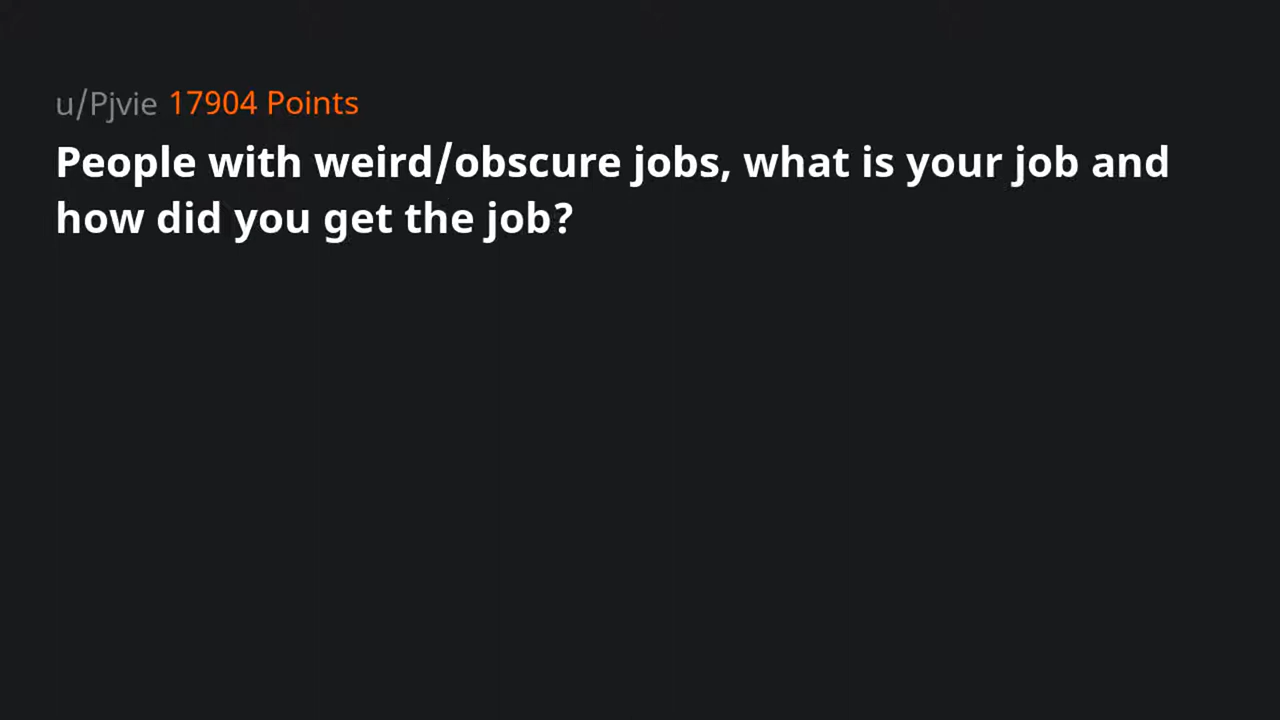 u/Pjvie 17904 Points
People with weird/obscure jobs, what is your job and
how did you get the job?